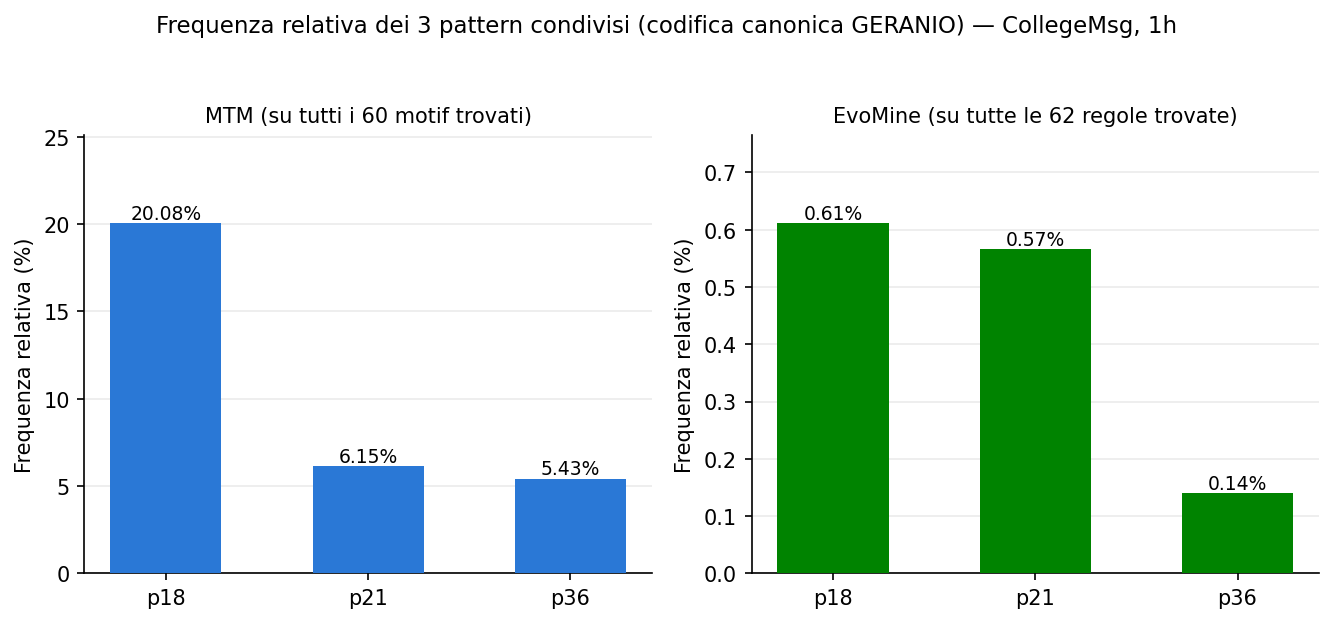 Frequenza relativa dei 3 pattern condivisi (codifica canonica GERANIO) — CollegeMsg, 1h
MTM (su tutti i 60 motif trovati)
Frequenza relativa (%)
25
20
15
10
5
0
20.08%
6.15%
5.43%
p18
p21
p36
EvoMine (su tutte le 62 regole trovate)
Frequenza relativa (%)
0.7
0.6
0.5
0.4
0.3
0.2
0.1
0.0
0.61%
0.57%
0.14%
p18
p21
p36